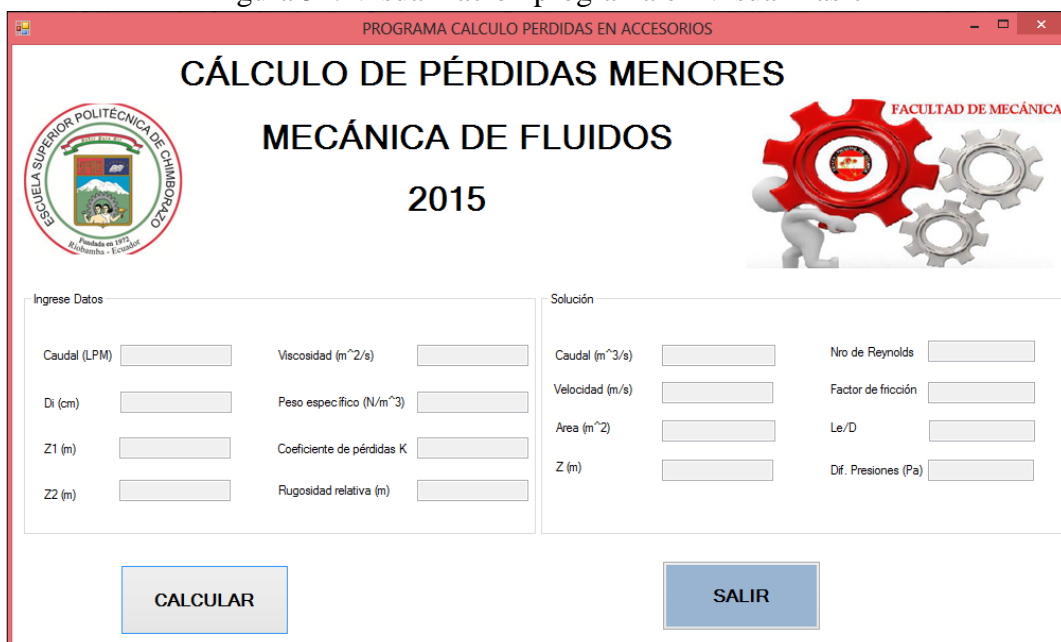 PROGRAMA CALCULO PERDIDAS EN ACCESORIOS
CÁLCULO DE PÉRDIDAS MENORES
MECÁNICA DE FLUIDOS
2015
ESCUELA SUPERIOR POLITÉCNICA DE CHIMBORAZO
Fundada en 1972
Riobamba - Ecuador
FACULTAD DE MECÁNICA
Ingrese Datos
Caudal (LPM)
Viscosidad (m^2/s)
Di (cm)
Peso específico (N/m^3)
Z1 (m)
Coeficiente de pérdidas K
Z2 (m)
Rugosidad relativa (m)
Solución
Caudal (m^3/s)
Nro de Reynolds
Velocidad (m/s)
Factor de fricción
Area (m^2)
Le/D
Z (m)
Dif. Presiones (Pa)
CALCULAR
SALIR